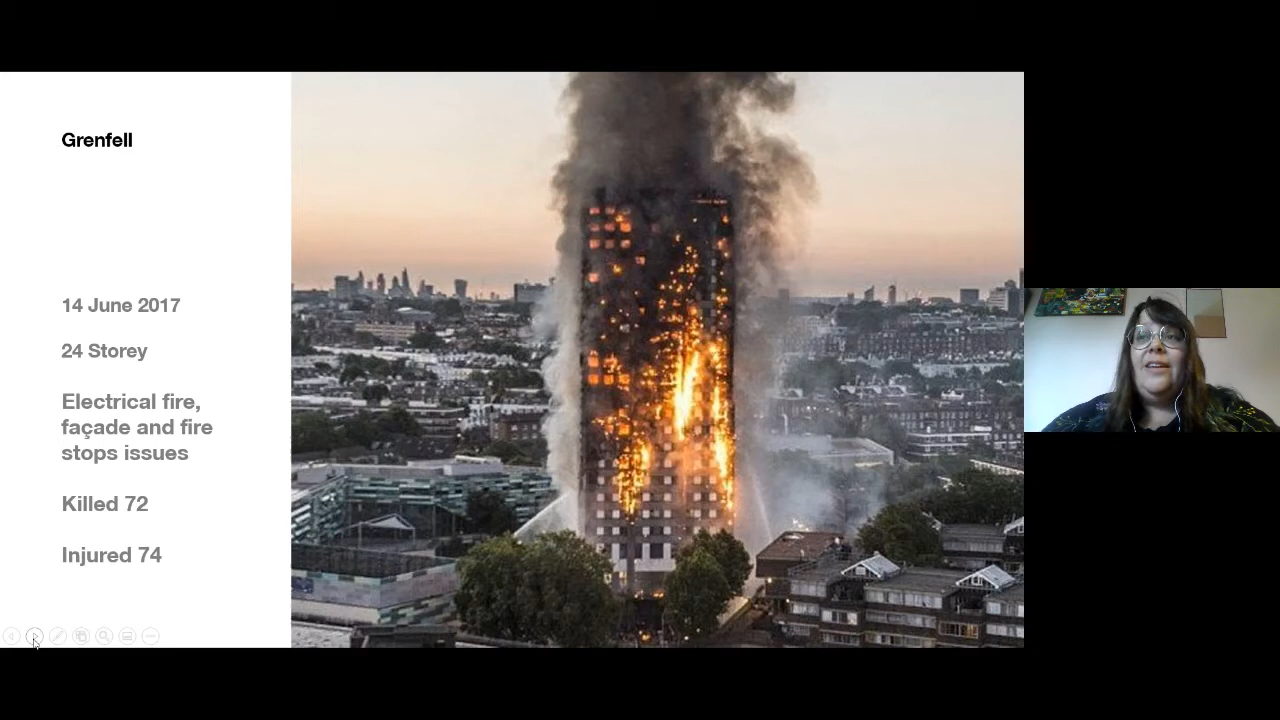 Grenfell
14 June 2017
24 Storey
Electrical fire,
façade and fire
stops issues
Killed 72
Injured 74